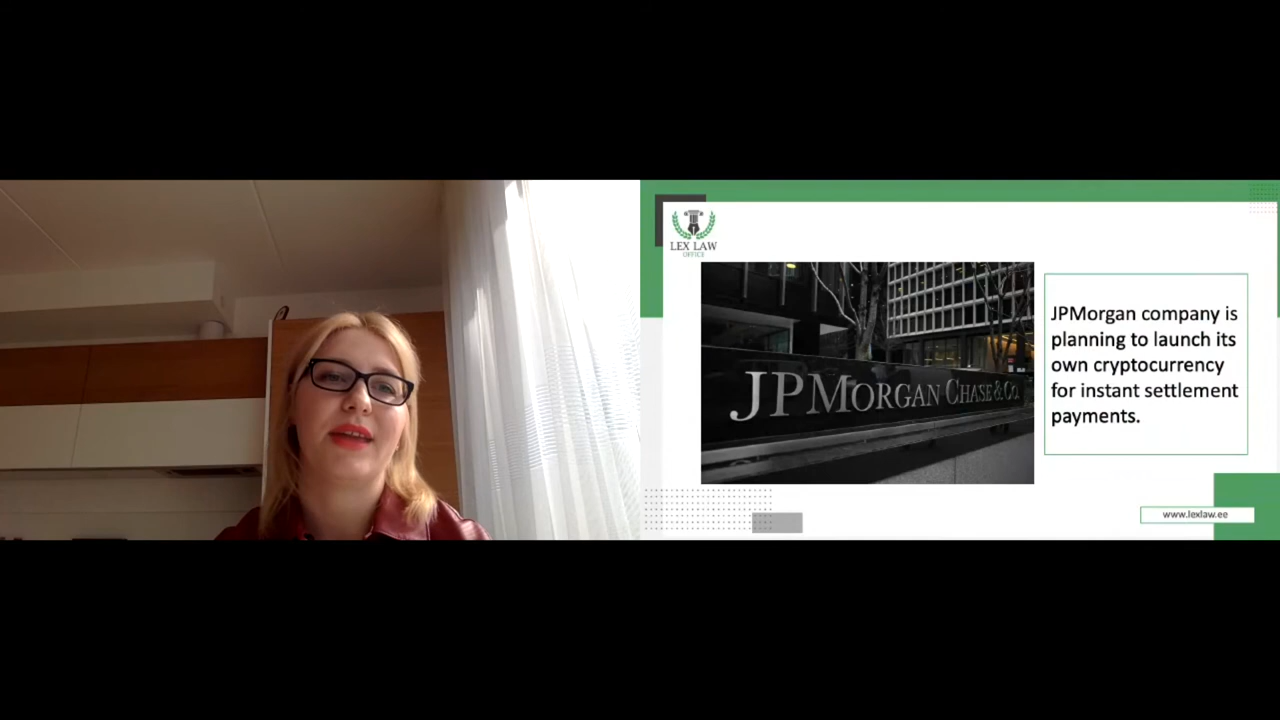 LEX LAW
OFFICE
JPMORGAN CHASE & CO.
JPMorgan company is
planning to launch its
own cryptocurrency
for instant settlement
payments.
www.lexlaw.ee